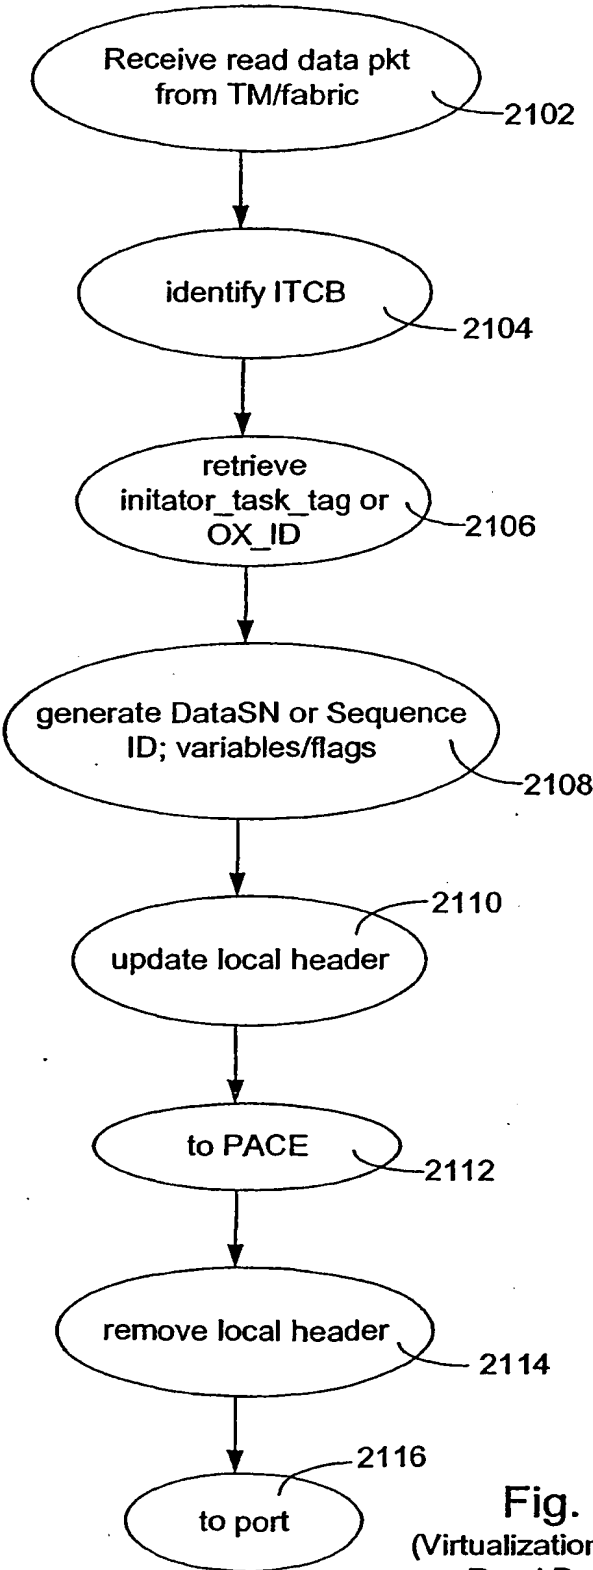 Receive read data pkt
from TM/fabric
2102
identify ITCB
2104
retrieve
initator_task_tag or
OX_ID
2106
generate DataSN or Sequence
ID; variables/flags
2108
2110
update local header
to PACE
2112
remove local header
2114
2116
to port
Fig.
(Virtualization